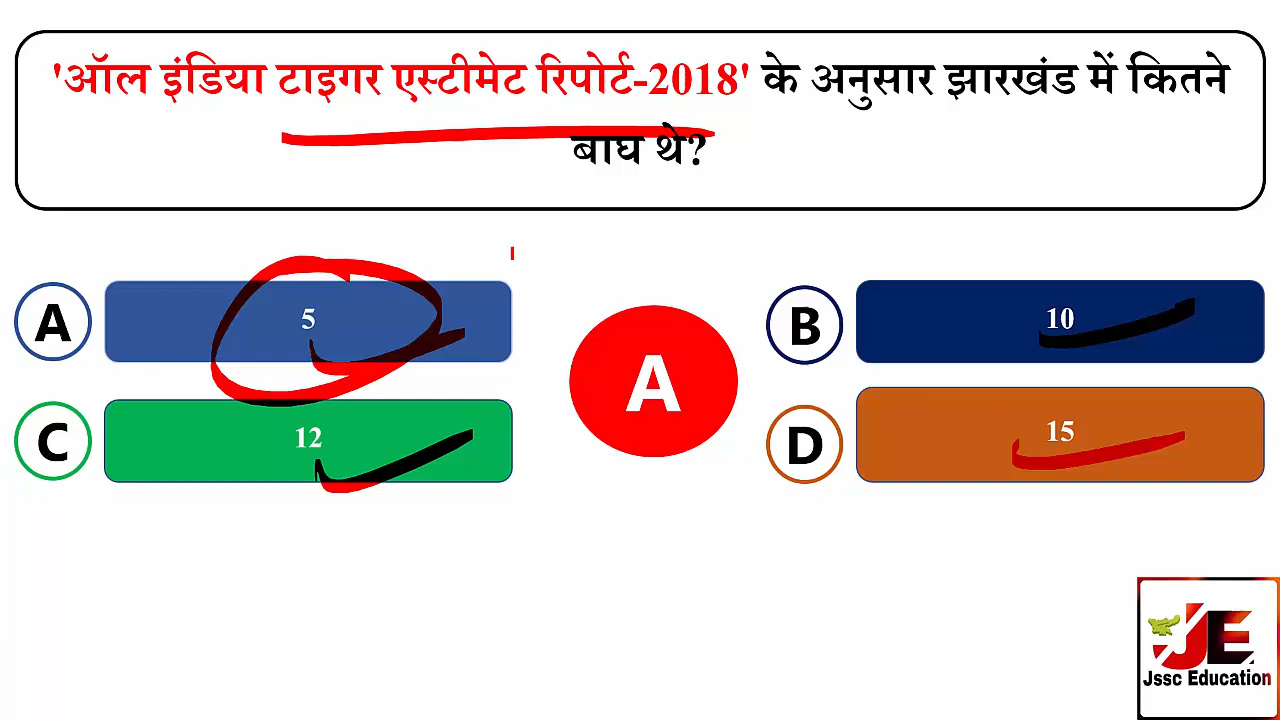 'ऑल इंडिया टाइगर एस्टीमेट रिपोर्ट-2018' के अनुसार झारखंड में कितने
बाघ थे?
A 5
B 10
A
C 12
D 15
JE
Jssc Education